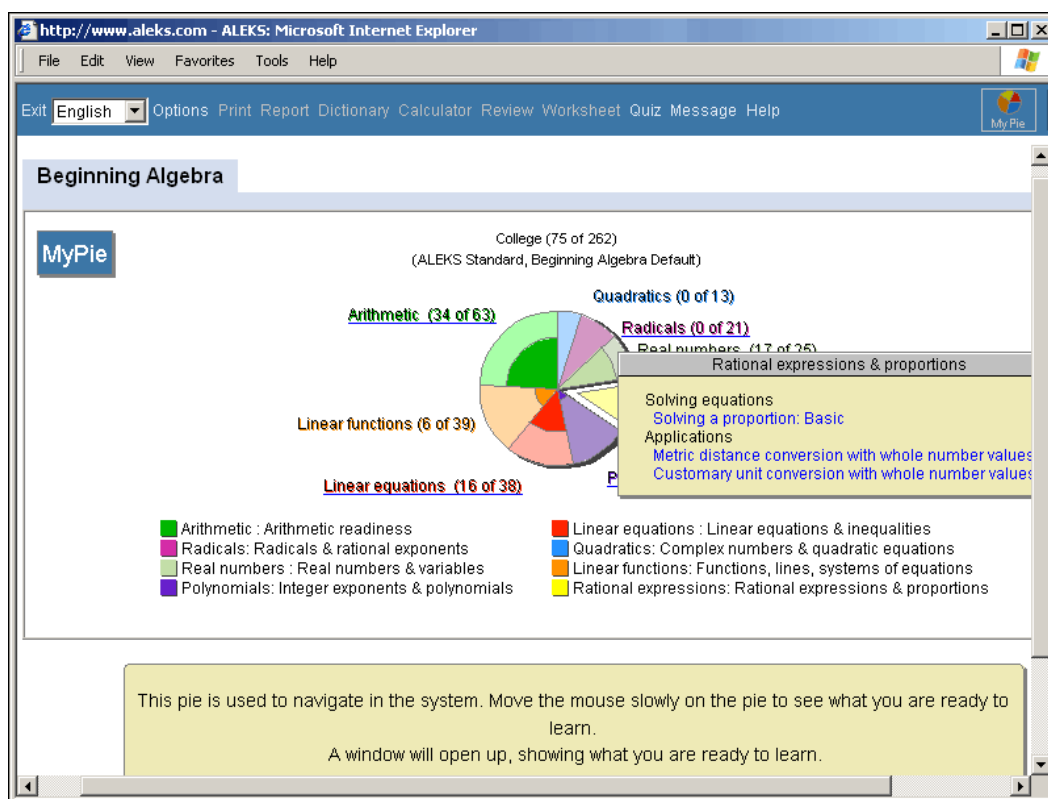 http://www.aleks.com - ALEKS: Microsoft Internet Explorer
File Edit View Favorites Tools Help
Exit English Options Print Report Dictionary Calculator Review Worksheet Quiz Message Help
My Pie
Beginning Algebra
MyPie
College (75 of 262)
(ALEKS Standard, Beginning Algebra Default)
Quadratics (0 of 13)
Arithmetic (34 of 63)
Radicals (0 of 21)
Real numbers (17 of 25)
Rational expressions & proportions
Solving equations
Solving a proportion: Basic
Applications
Metric distance conversion with whole number values
Customary unit conversion with whole number values
Linear functions (6 of 39)
P
Linear equations (16 of 38)
Arithmetic : Arithmetic readiness
Radicals: Radicals & rational exponents
Real numbers : Real numbers & variables
Polynomials: Integer exponents & polynomials
Linear equations : Linear equations & inequalities
Quadratics: Complex numbers & quadratic equations
Linear functions: Functions, lines, systems of equations
Rational expressions: Rational expressions & proportions
This pie is used to navigate in the system. Move the mouse slowly on the pie to see what you are ready to
learn.
A window will open up, showing what you are ready to learn.